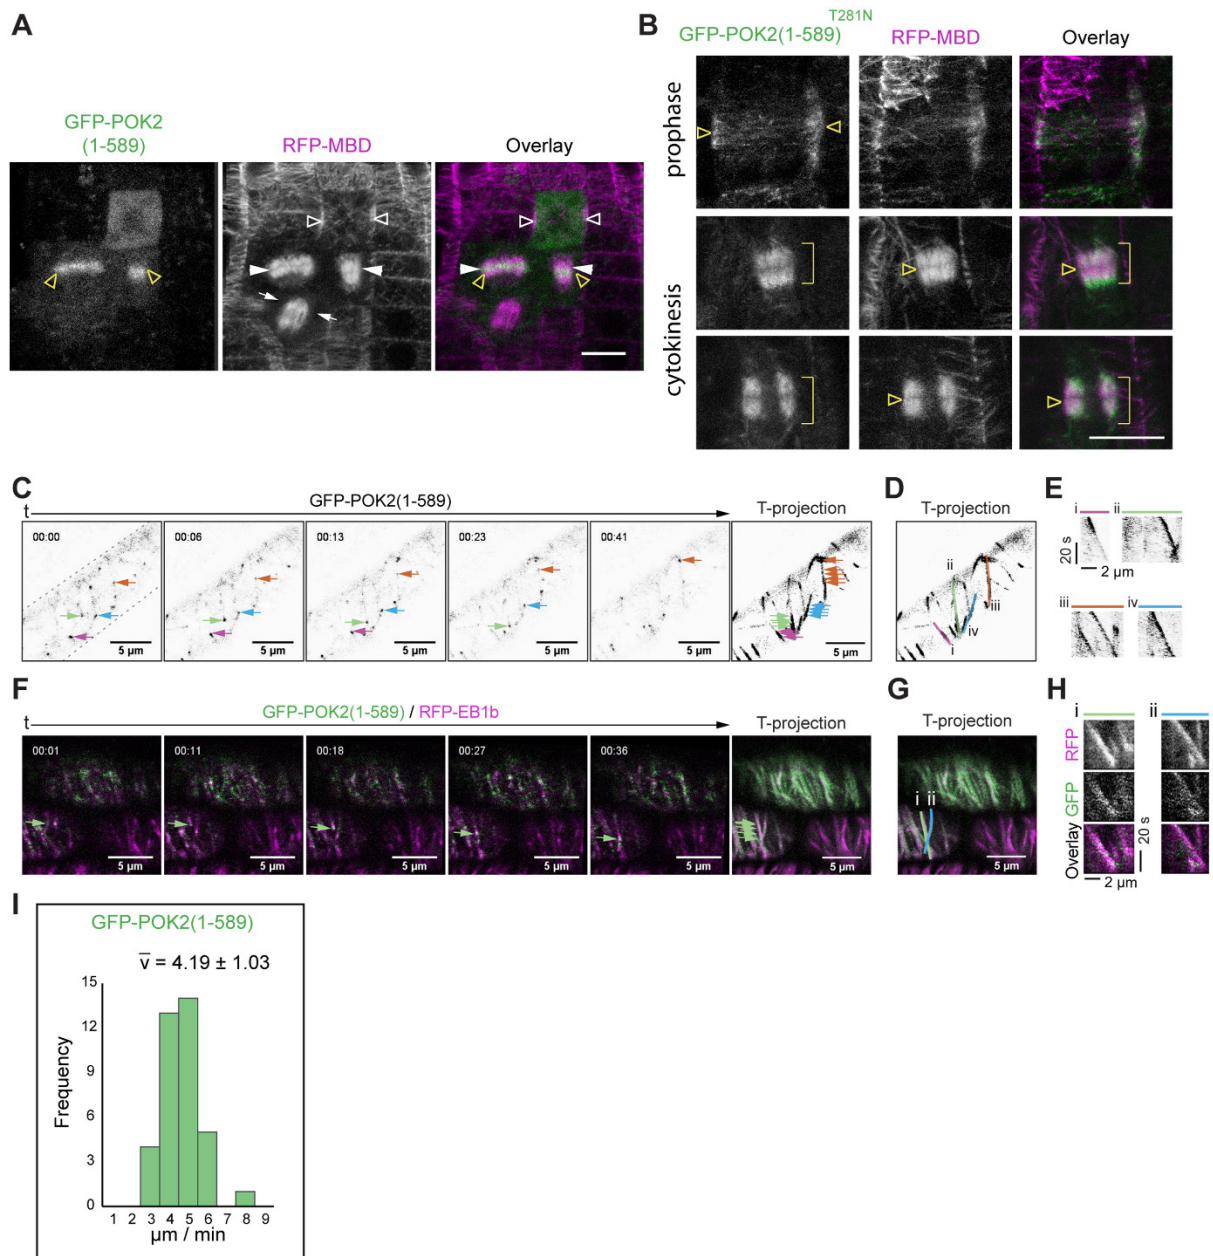 A
GFP-POK2
(1-589)
RFP-MBD
Overlay
B
GFP-POK2(1-589)T281N
RFP-MBD
Overlay
prophase
cytokinesis
C
t
GFP-POK2(1-589)
T-projection
00:00
00:06
00:13
00:23
00:41
5 µm
5 µm
5 µm
5 µm
5 µm
5 µm
D
T-projection
ii
iii
iv
i
E
i
ii
20 s
2 µm
iii
iv
F
t
GFP-POK2(1-589) / RFP-EB1b
T-projection
00:01
00:11
00:18
00:27
00:36
5 µm
5 µm
5 µm
5 µm
5 µm
5 µm
G
T-projection
i
ii
5 µm
H
i
ii
RFP
GFP
Overlay
20 s
2 µm
I
GFP-POK2(1-589)
v̅ = 4.19 ± 1.03
Frequency
15
12
9
6
3
0
1 2 3 4 5 6 7 8 9
µm / min